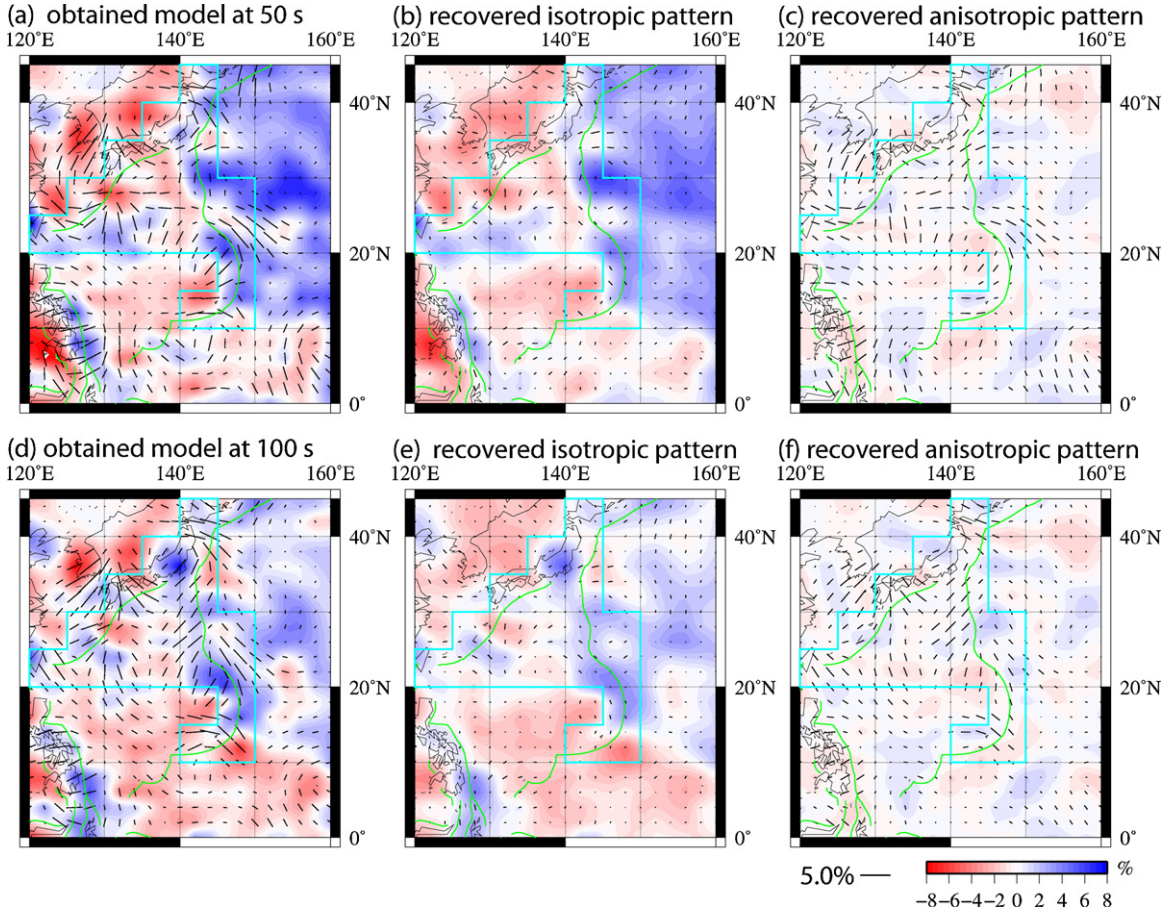 (a) obtained model at 50 s
(b) recovered isotropic pattern
(c) recovered anisotropic pattern
120°E 140°E 160°E
120°E 140°E 160°E
120°E 140°E 160°E
40°N 40°N 40°N
20°N 20°N 20°N
0° 0° 0°
(d) obtained model at 100 s
(e) recovered isotropic pattern
(f) recovered anisotropic pattern
120°E 140°E 160°E
120°E 140°E 160°E
120°E 140°E 160°E
40°N 40°N 40°N
20°N 20°N 20°N
0° 0° 0°
5.0%
%
−8 −6 −4 −2 0 2 4 6 8